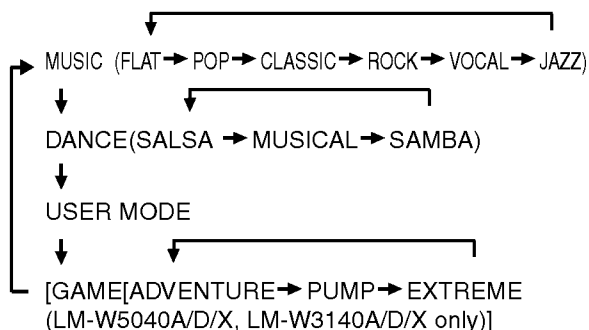 MUSIC (FLAT → POP → CLASSIC → ROCK → VOCAL → JAZZ)
DANCE(SALSA → MUSICAL → SAMBA)
USER MODE
[GAME[ADVENTURE → PUMP → EXTREME
(LM-W5040A/D/X, LM-W3140A/D/X only)]